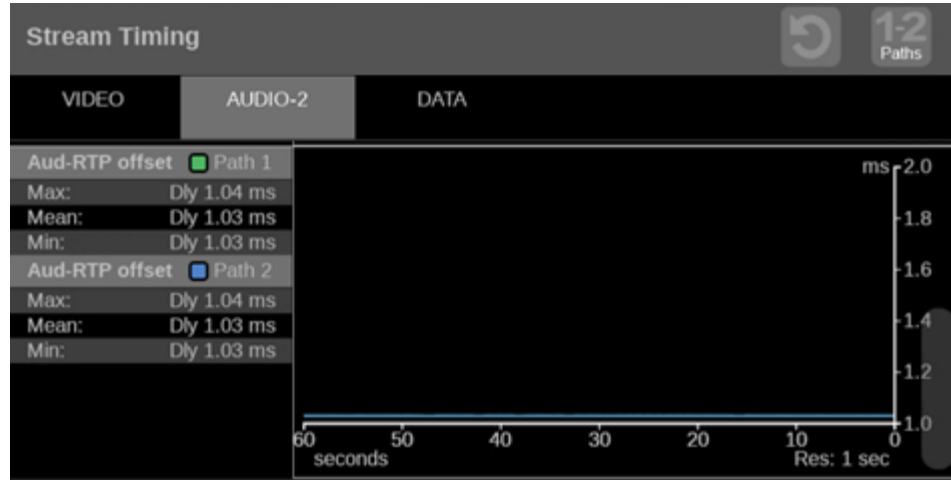 Stream Timing
1-2
Paths
VIDEO AUDIO-2 DATA
Aud-RTP offset Path 1
Max: Dly 1.04 ms
Mean: Dly 1.03 ms
Min: Dly 1.03 ms
Aud-RTP offset Path 2
Max: Dly 1.04 ms
Mean: Dly 1.03 ms
Min: Dly 1.03 ms
ms 2.0
1.8
1.6
1.4
1.2
1.0
60 50 40 30 20 10 0
seconds Res: 1 sec